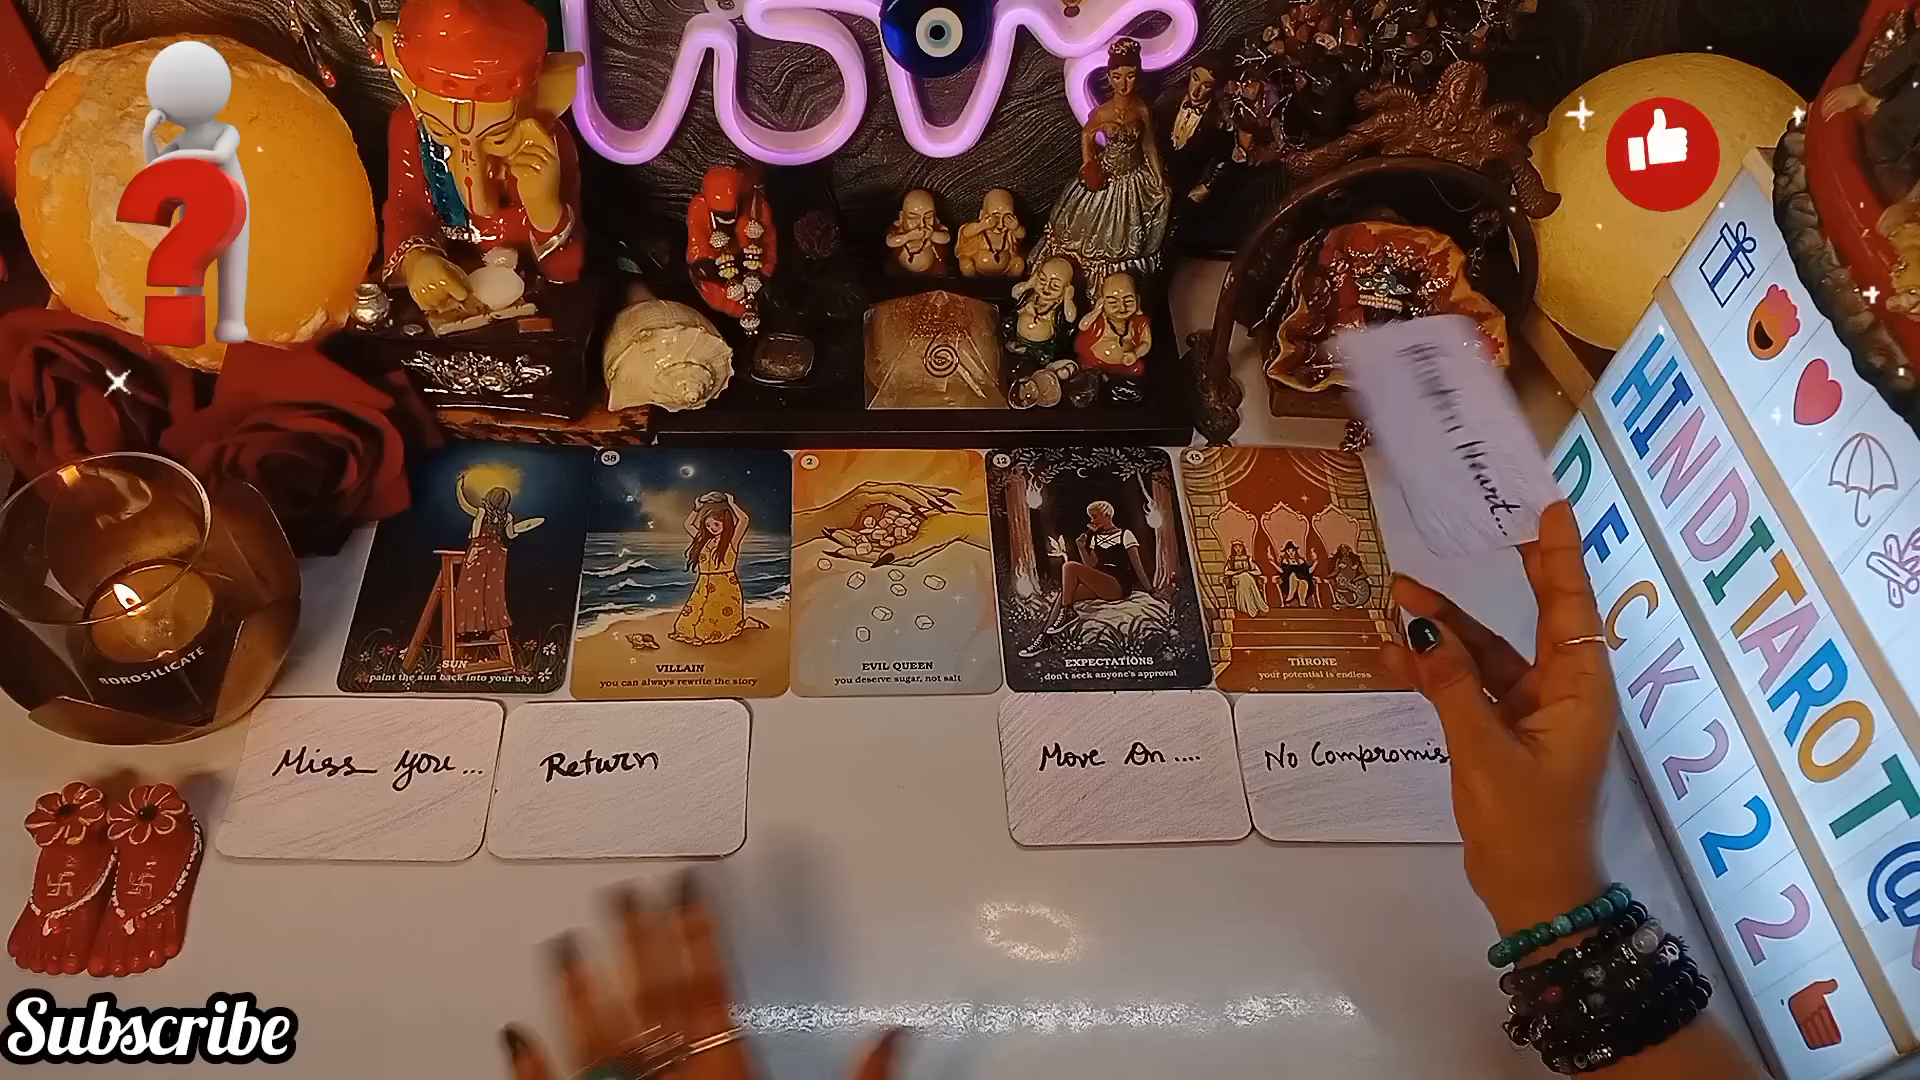 Love
38
2
12
45
SUN
paint the sun back into your sky
VILLAIN
you can always rewrite the story
EVIL QUEEN
you deserve sugar, not salt
EXPECTATIONS
don't seek anyone's approval
THRONE
your potential is endless
Heart...
Miss you...
Return
Move On....
No Compromis
BOROSILICATE
HINDITAROT@
DECK222
Subscribe